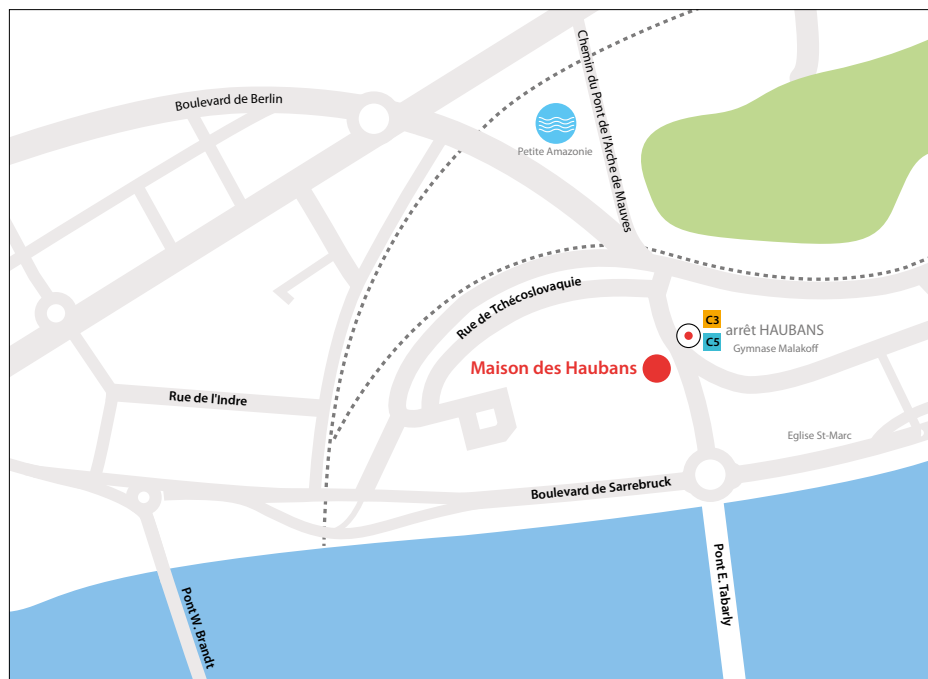 Boulevard de Berlin
Chemin du Pont de l'Arche de Mauves
Petite Amazonie
Rue de Tchécoslovaquie
C3
arrêt HAUBANS
C5
Gymnase Malakoff
Maison des Haubans
Rue de l'Indre
Eglise St-Marc
Boulevard de Sarrebruck
Pont E. Tabarly
Pont W. Brandt